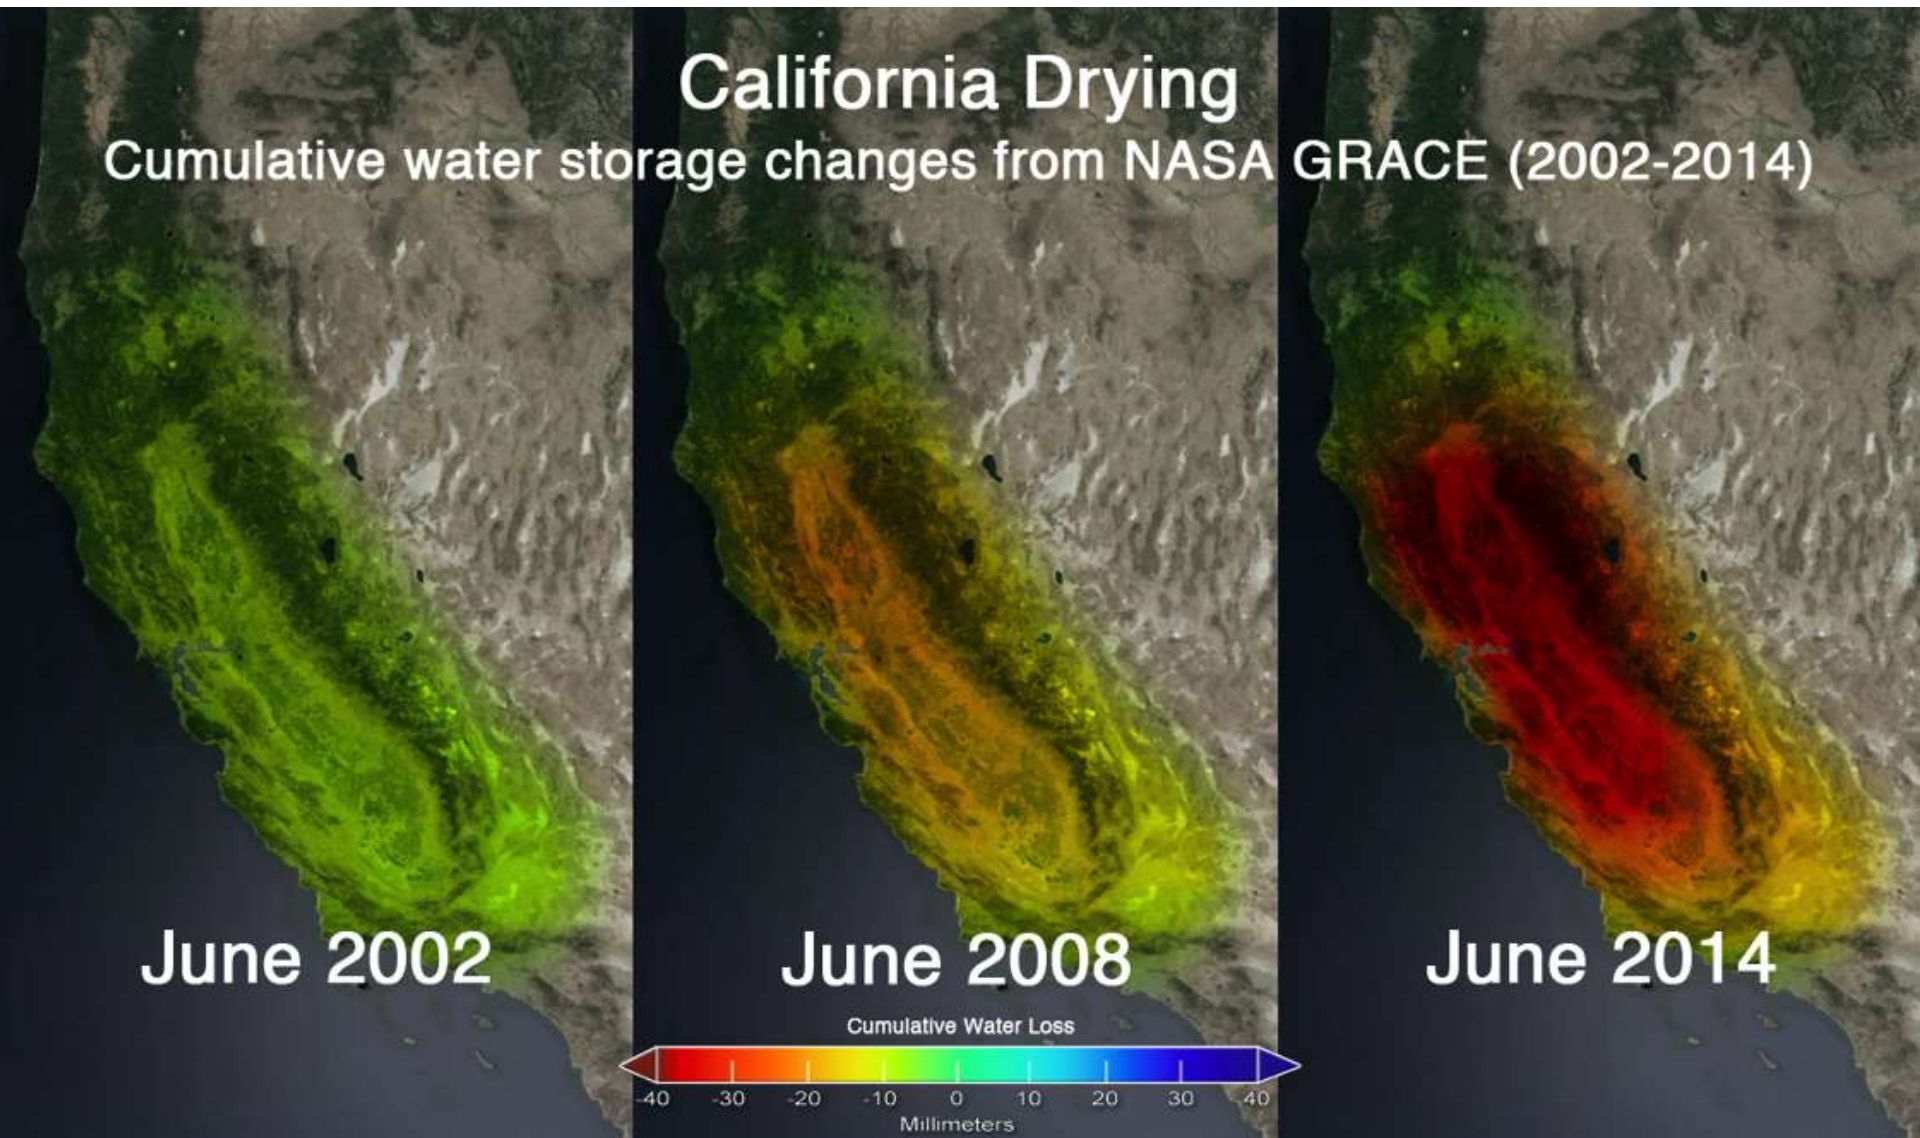 California Drying
Cumulative water storage changes from NASA GRACE (2002-2014)
June 2002
June 2008
June 2014
Cumulative Water Loss
-40 -30 -20 -10 0 10 20 30 40
Millimeters